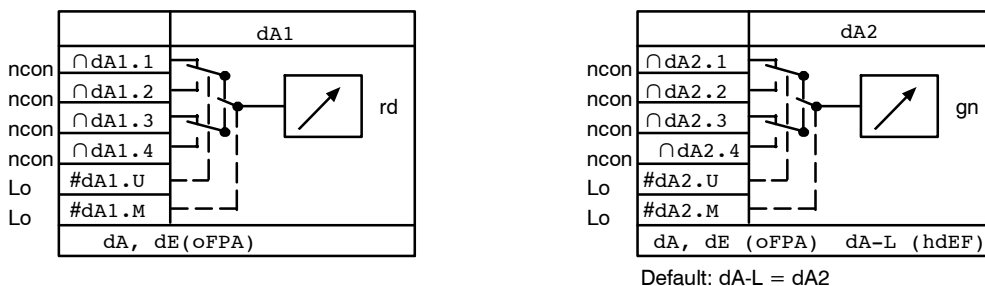 dA1
ncon ∩dA1.1
ncon ∩dA1.2
ncon ∩dA1.3
ncon ∩dA1.4
Lo #dA1.U
Lo #dA1.M
rd
dA, dE(oFPA)
dA2
ncon ∩dA2.1
ncon ∩dA2.2
ncon ∩dA2.3
ncon ∩dA2.4
Lo #dA2.U
Lo #dA2.M
gn
dA, dE (oFPA) dA-L (hdEF)
Default: dA-L = dA2